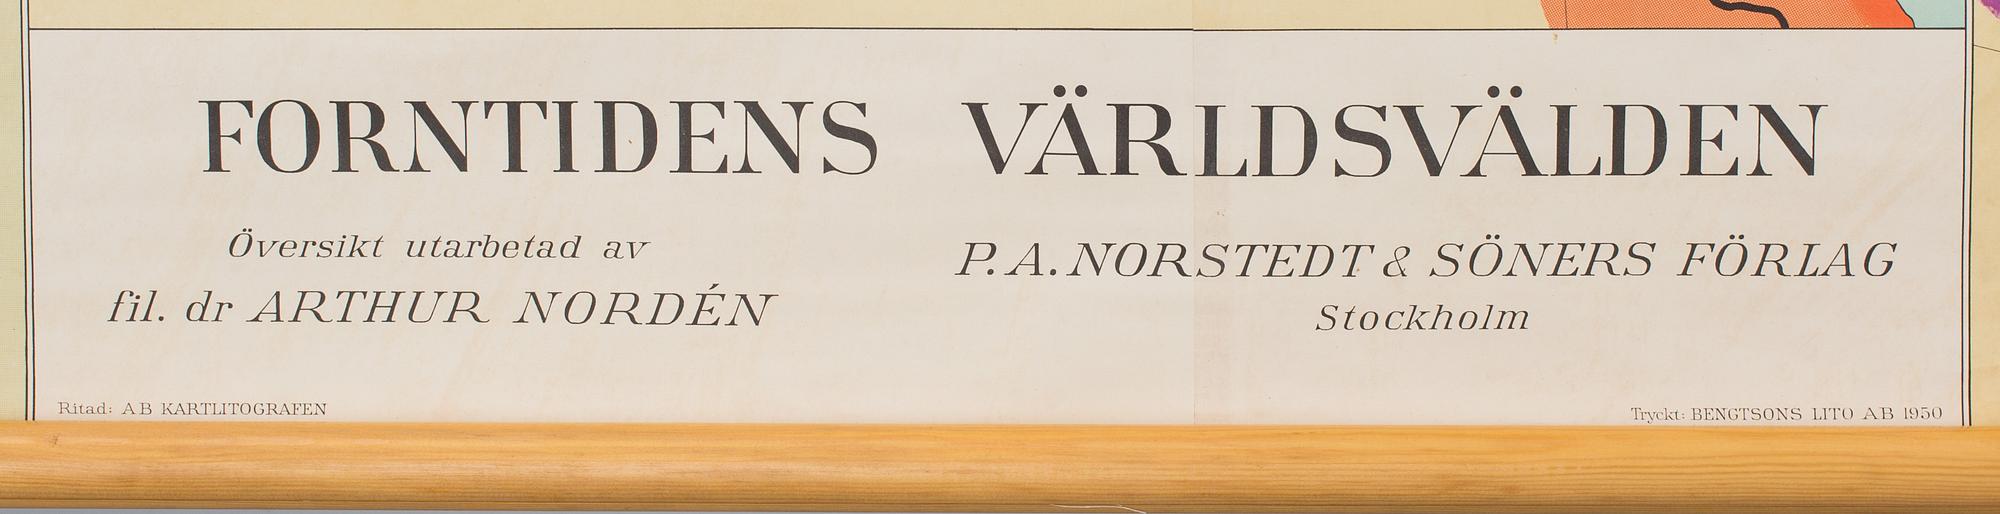 FORNTIDENS VÄRLDSVÄLDEN
Översikt utarbetad av
fil. dr ARTHUR NORDÉN
P. A. NORSTEDT & SÖNERS FÖRLAG
Stockholm
Ritad: AB KARTLITOGRAFEN
Tryckt: BENGTSONS LITO AB 1950